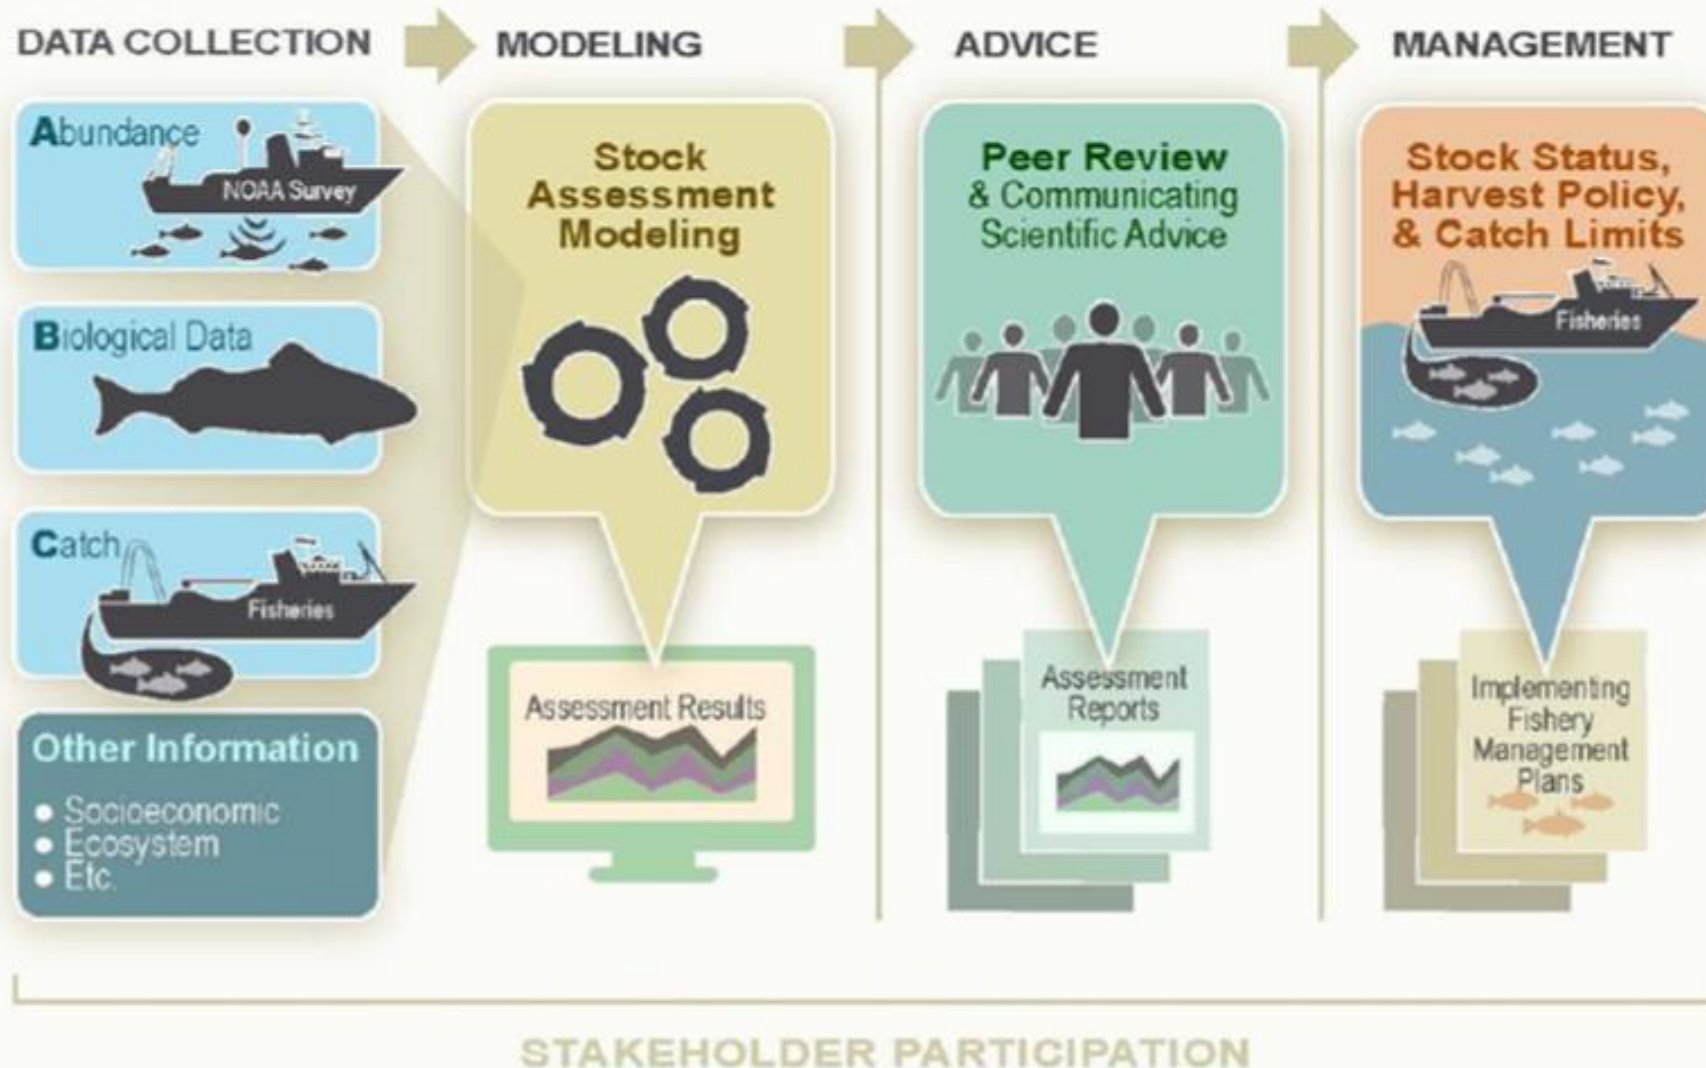 DATA COLLECTION
MODELING
ADVICE
MANAGEMENT
Abundance
NOAA Survey
Biological Data
Catch
Fisheries
Other Information
Socioeconomic
Ecosystem
Etc.
Stock
Assessment
Modeling
Assessment Results
Peer Review
& Communicating
Scientific Advice
Assessment
Reports
Stock Status,
Harvest Policy,
& Catch Limits
Fisheries
Implementing
Fishery
Management
Plans
STAKEHOLDER PARTICIPATION